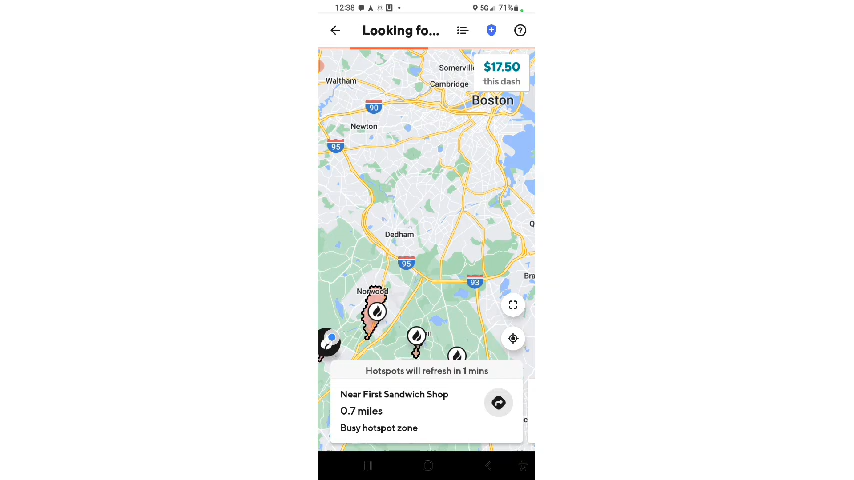 12:38
5G 71%
Looking fo...
$17.50
this dash
Somerville
Waltham
Cambridge
Boston
90
Newton
95
Dedham
95
93
Norwood
Hotspots will refresh in 1 mins
Near First Sandwich Shop
0.7 miles
Busy hotspot zone